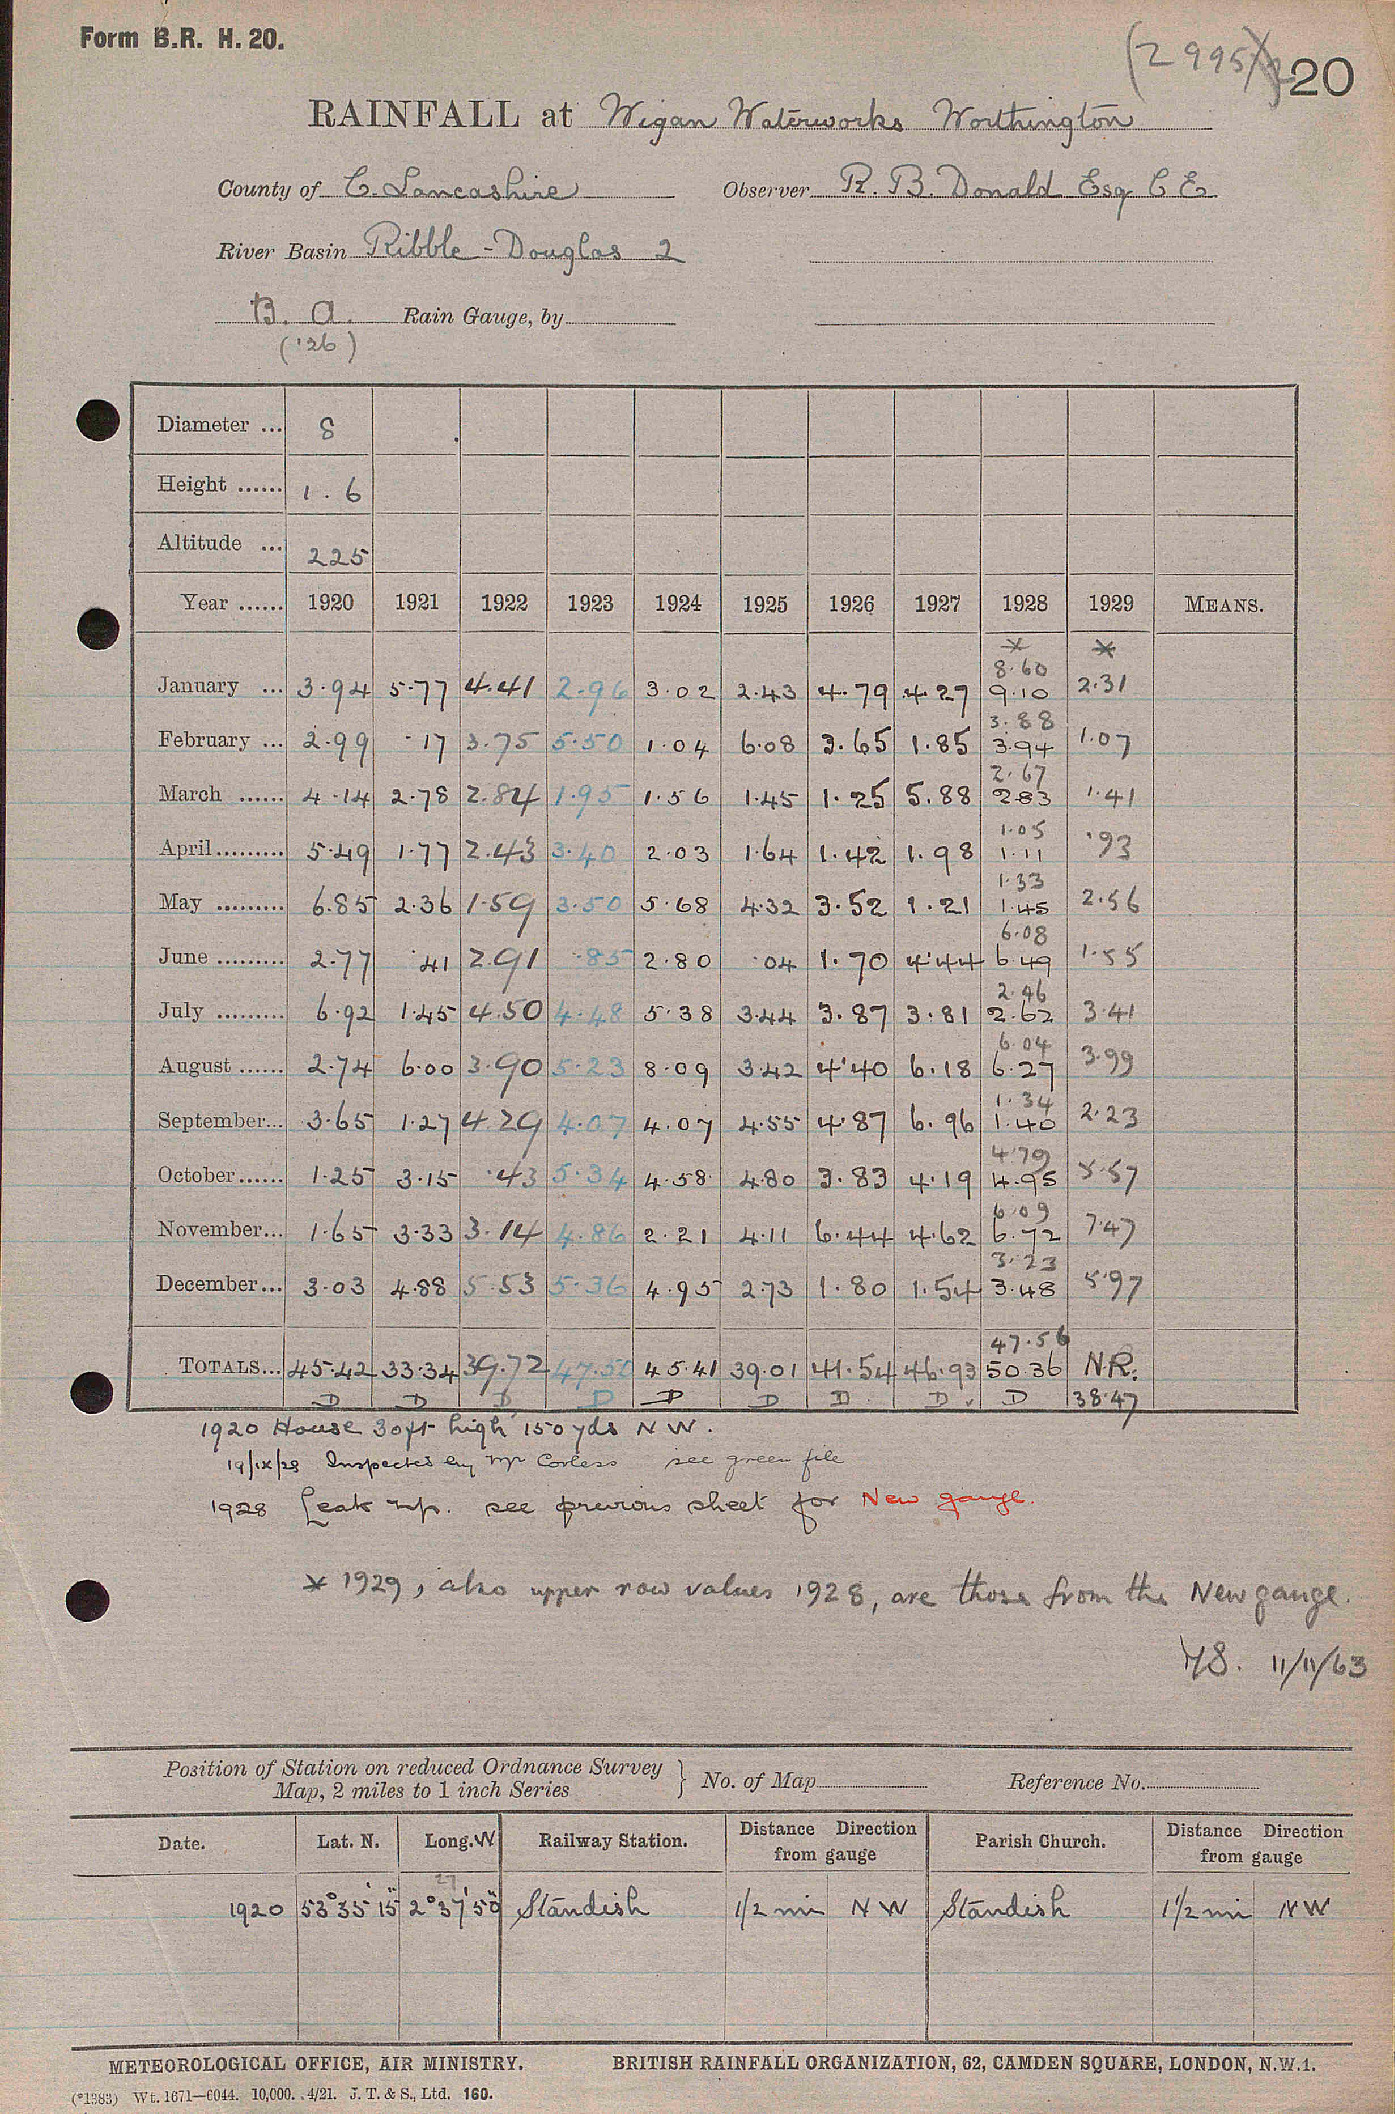 Form B.R. H. 20.
(2995) 20
RAINFALL at Wigan Waterworks Worthington
County of C. Lancashire Observer R. B. Donald Esq C E
River Basin Ribble - Douglas 2
B. A. Rain Gauge, by
('26)
Diameter ... 8
Height ...... 1.6
Altitude ... 225
Year ...... 1920 1921 1922 1923 1924 1925 1926 1927 1928 1929 MEANS.
* *
8.60
January ... 3.94 5.77 4.41 2.96 3.02 2.43 4.79 4.27 9.10 2.31
3.88
February ... 2.99 .17 3.75 5.50 1.04 6.08 3.65 1.85 3.94 1.07
2.67
March ...... 4.14 2.78 2.84 1.95 1.56 1.45 1.25 5.88 2.83 1.41
1.05
April......... 5.49 1.77 2.43 3.40 2.03 1.64 1.42 1.98 1.11 .93
1.33
May ......... 6.85 2.36 1.59 3.50 5.68 4.32 3.52 1.21 1.45 2.56
6.08
June ......... 2.77 .41 2.91 .85 2.80 .04 1.70 4.44 6.49 1.55
2.46
July ......... 6.92 1.45 4.50 4.48 5.38 3.44 3.87 3.81 2.62 3.41
6.04
August ...... 2.74 6.00 3.90 5.23 8.09 3.42 4.40 6.18 6.27 3.99
1.34
September... 3.65 1.27 4.29 4.07 4.07 4.55 4.87 6.96 1.40 2.23
4.79
October...... 1.25 3.15 .43 5.34 4.58 4.80 3.83 4.19 4.95 5.57
6.09
November... 1.65 3.33 3.14 4.86 2.21 4.11 6.44 4.62 6.72 7.47
3.23
December... 3.03 4.88 5.53 5.36 4.95 2.73 1.80 1.54 3.48 5.97
47.56
TOTALS... 45.42 33.34 39.72 47.50 45.41 39.01 41.54 46.93 50.36 N.R.
D D D D D D D D D 38.47
1920 House 30ft high 150yds N W.
19/IX/28 Inspected by Mr Corless see green file
1928 Leak up. see previous sheet for New gauge.
* 1929, also upper row values 1928, are those from the New gauge.
11/11/63
Position of Station on reduced Ordnance Survey
Map, 2 miles to 1 inch Series } No. of Map Reference No.
Date. Lat. N. Long. W Railway Station. Distance Direction from gauge Parish Church. Distance Direction from gauge
27
1920 53°35'15" 2°37'50" Standish 1/2 mi N W Standish 1 1/2 mi N W
METEOROLOGICAL OFFICE, AIR MINISTRY. BRITISH RAINFALL ORGANIZATION, 62, CAMDEN SQUARE, LONDON, N.W.1.
(*1383) Wt. 1671—6044. 10,000. 4/21. J. T. & S., Ltd. 160.